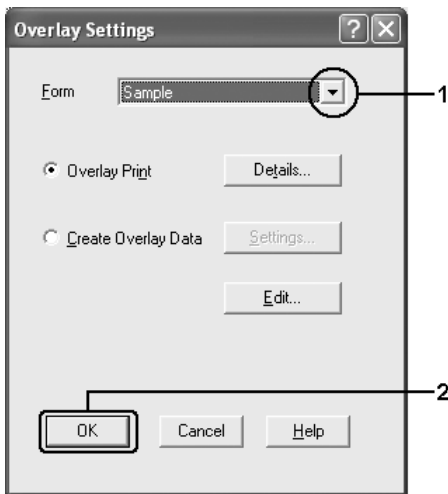 Overlay Settings
Form Sample 1
Overlay Print Details...
Create Overlay Data Settings...
Edit...
2
OK Cancel Help